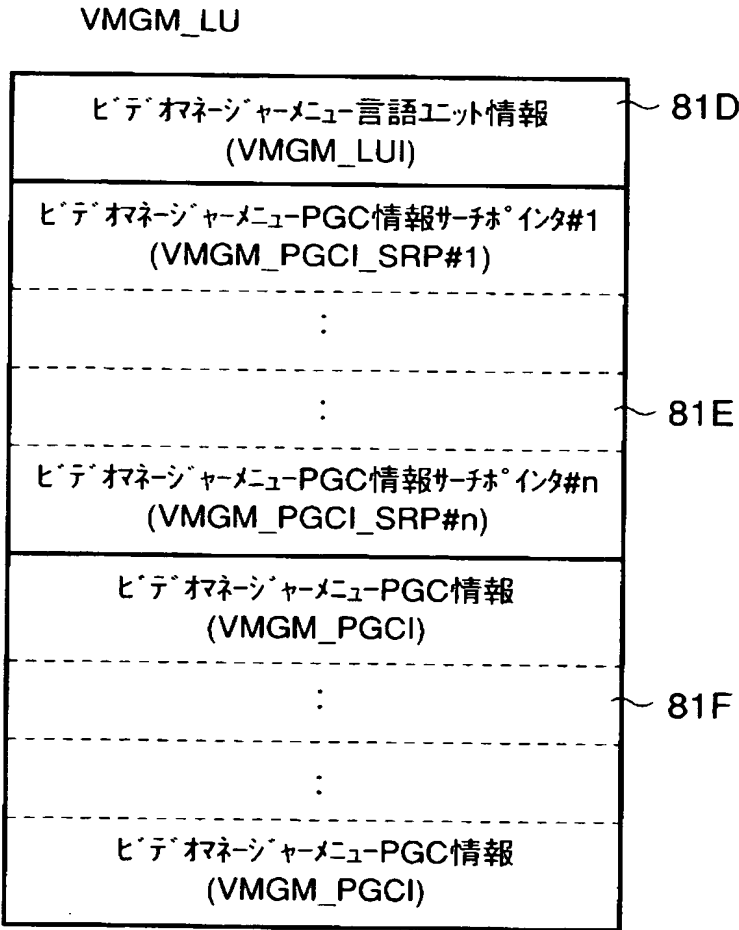 VMGM_LU
ビデオマネージャーメニュー言語ユニット情報
(VMGM_LUI)
81D
ビデオマネージャーメニューPGC情報サーチポインタ#1
(VMGM_PGCI_SRP#1)
:
:
81E
ビデオマネージャーメニューPGC情報サーチポインタ#n
(VMGM_PGCI_SRP#n)
ビデオマネージャーメニューPGC情報
(VMGM_PGCI)
:
81F
:
ビデオマネージャーメニューPGC情報
(VMGM_PGCI)